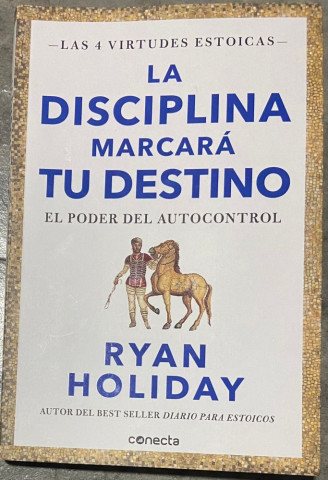 —LAS 4 VIRTUDES ESTOICAS—
LA
DISCIPLINA
MARCARÁ
TU DESTINO
EL PODER DEL AUTOCONTROL
RYAN
HOLIDAY
AUTOR DEL BEST SELLER DIARIO PARA ESTOICOS
conecta